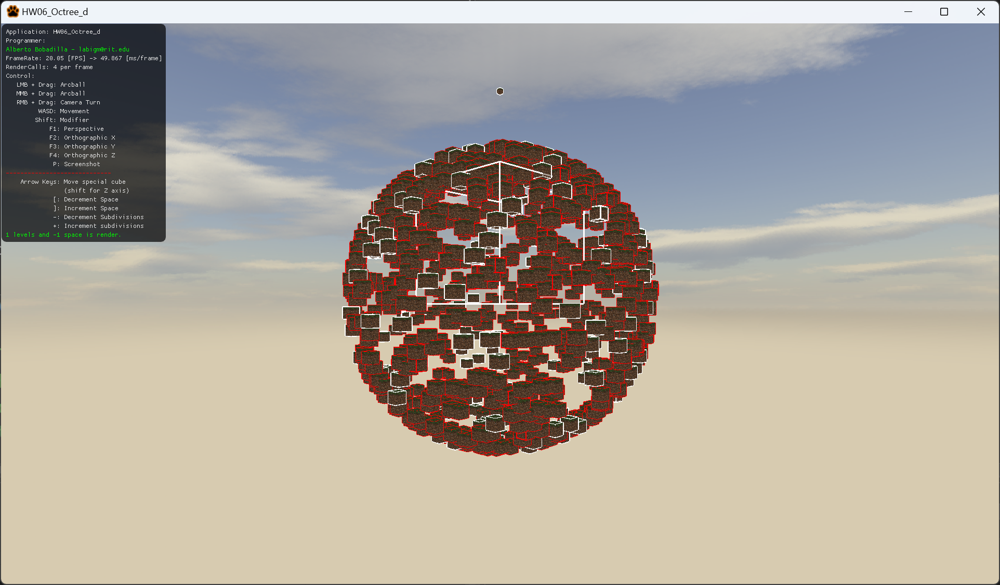 HW06_Octree_d
Application: HW06_Octree_d
Programmer:
Alberto Bobadilla - labigm@rit.edu
FrameRate: 20.05 [FPS] -> 49.867 [ms/frame]
RenderCalls: 4 per frame
Control:
LMB + Drag: Arcball
MMB + Drag: Arcball
RMB + Drag: Camera Turn
WASD: Movement
Shift: Modifier
F1: Perspective
F2: Orthographic X
F3: Orthographic Y
F4: Orthographic Z
P: Screenshot
Arrow Keys: Move special cube
(shift for Z axis)
[: Decrement Space
]: Increment Space
-: Decrement Subdivisions
+: Increment subdivisions
1 levels and -1 space is render.